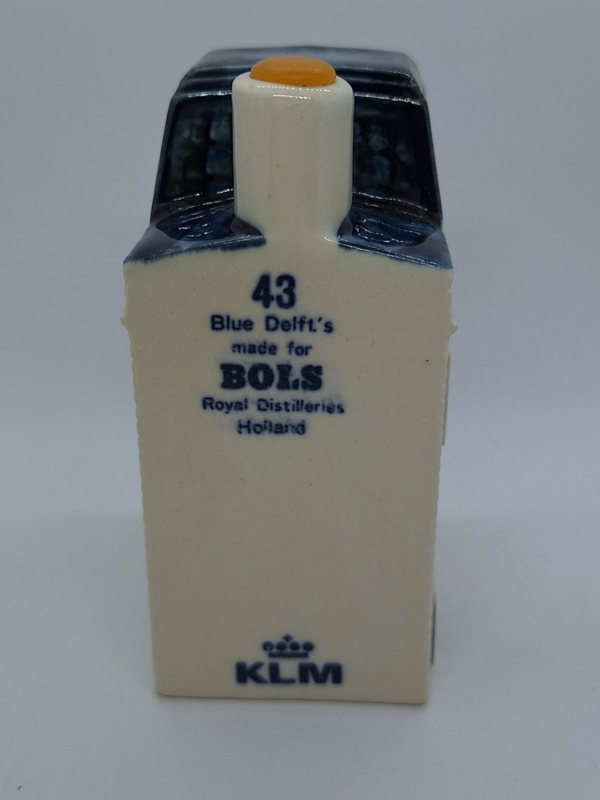 43
Blue Delft's
made for
BOLS
Royal Distilleries
Holland
KLM